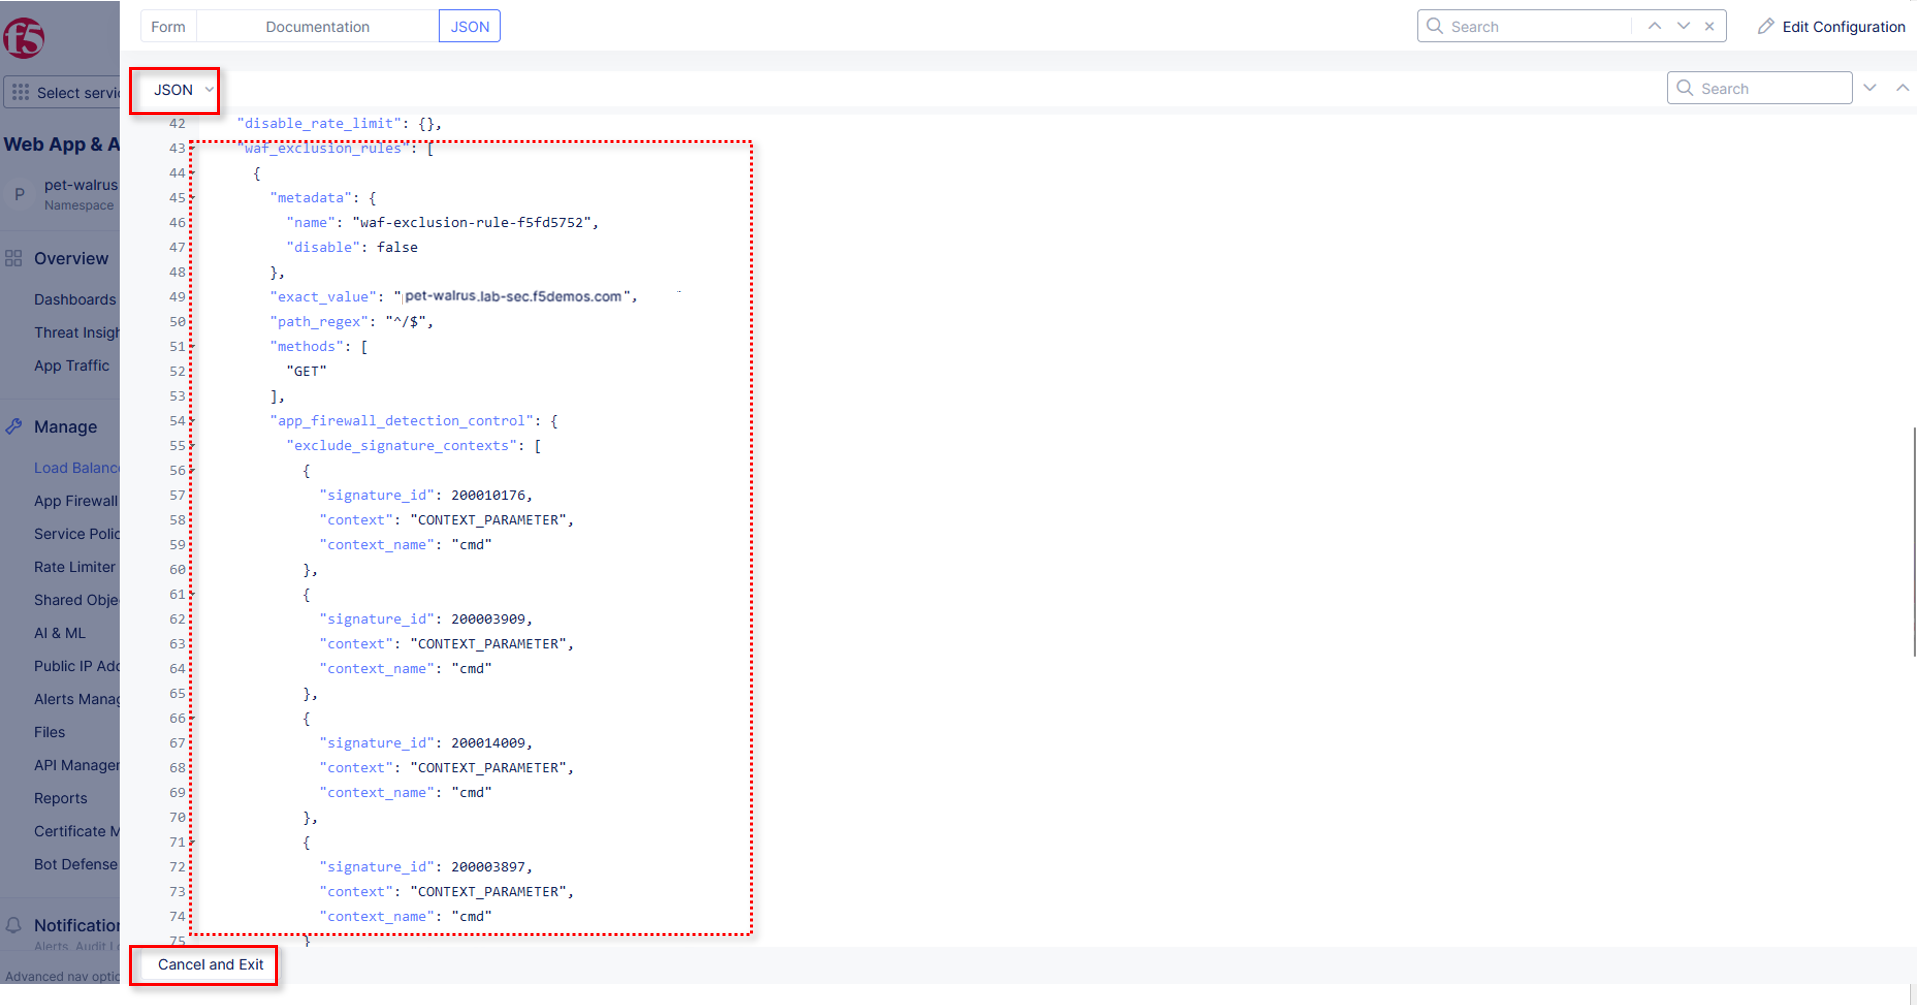 f5
Form
Documentation
JSON
Search
Edit Configuration
Select servic
JSON
Search
Web App & A
P
pet-walrus
Namespace
Overview
Dashboards
Threat Insigh
App Traffic
Manage
Load Balance
App Firewall
Service Polic
Rate Limiter
Shared Obje
AI & ML
Public IP Add
Alerts Manag
Files
API Manager
Reports
Certificate M
Bot Defense
Notification
Alerts, Audit Lo
Advanced nav optio
42 "disable_rate_limit": {},
43 "waf_exclusion_rules": [
44 {
45 "metadata": {
46 "name": "waf-exclusion-rule-f5fd5752",
47 "disable": false
48 },
49 "exact_value": "pet-walrus.lab-sec.f5demos.com",
50 "path_regex": "^/$",
51 "methods": [
52 "GET"
53 ],
54 "app_firewall_detection_control": {
55 "exclude_signature_contexts": [
56 {
57 "signature_id": 200010176,
58 "context": "CONTEXT_PARAMETER",
59 "context_name": "cmd"
60 },
61 {
62 "signature_id": 200003909,
63 "context": "CONTEXT_PARAMETER",
64 "context_name": "cmd"
65 },
66 {
67 "signature_id": 200014009,
68 "context": "CONTEXT_PARAMETER",
69 "context_name": "cmd"
70 },
71 {
72 "signature_id": 200003897,
73 "context": "CONTEXT_PARAMETER",
74 "context_name": "cmd"
75 }
Cancel and Exit